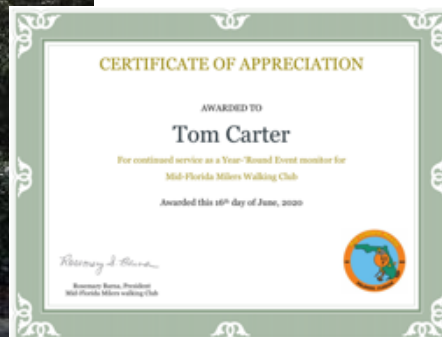 CERTIFICATE OF APPRECIATION
AWARDED TO
Tom Carter
For continued service as a Year-'Round Event monitor for
Mid-Florida Milers Walking Club
Awarded this 16th day of June, 2020
Rosemary Barna, President
Mid-Florida Milers walking Club